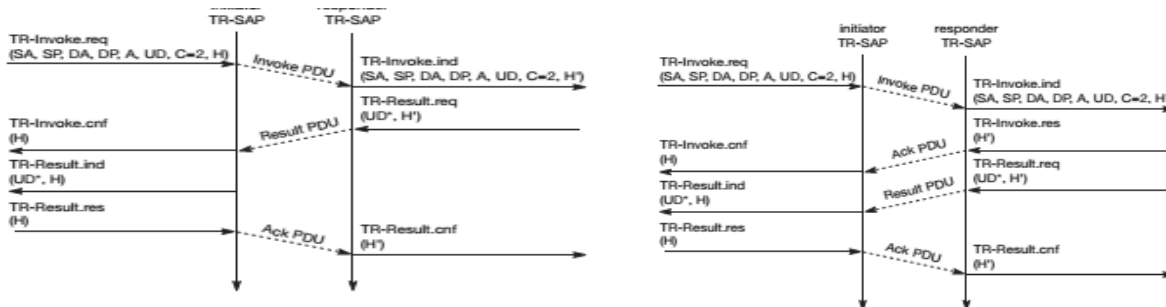 TR-SAP
TR-SAP
TR-Invoke.req
(SA, SP, DA, DP, A, UD, C=2, H)
Invoke PDU
TR-Invoke.ind
(SA, SP, DA, DP, A, UD, C=2, H')
TR-Result.req
(UD*, H')
Result PDU
TR-Invoke.cnf
(H)
TR-Result.ind
(UD*, H)
TR-Result.res
(H)
Ack PDU
TR-Result.cnf
(H')
initiator
TR-SAP
responder
TR-SAP
TR-Invoke.req
(SA, SP, DA, DP, A, UD, C=2, H)
Invoke PDU
TR-Invoke.ind
(SA, SP, DA, DP, A, UD, C=2, H
TR-Invoke.res
(H')
Ack PDU
TR-Invoke.cnf
(H)
TR-Result.req
(UD*, H')
Result PDU
TR-Result.ind
(UD*, H)
TR-Result.res
(H)
Ack PDU
TR-Result.cnf
(H')